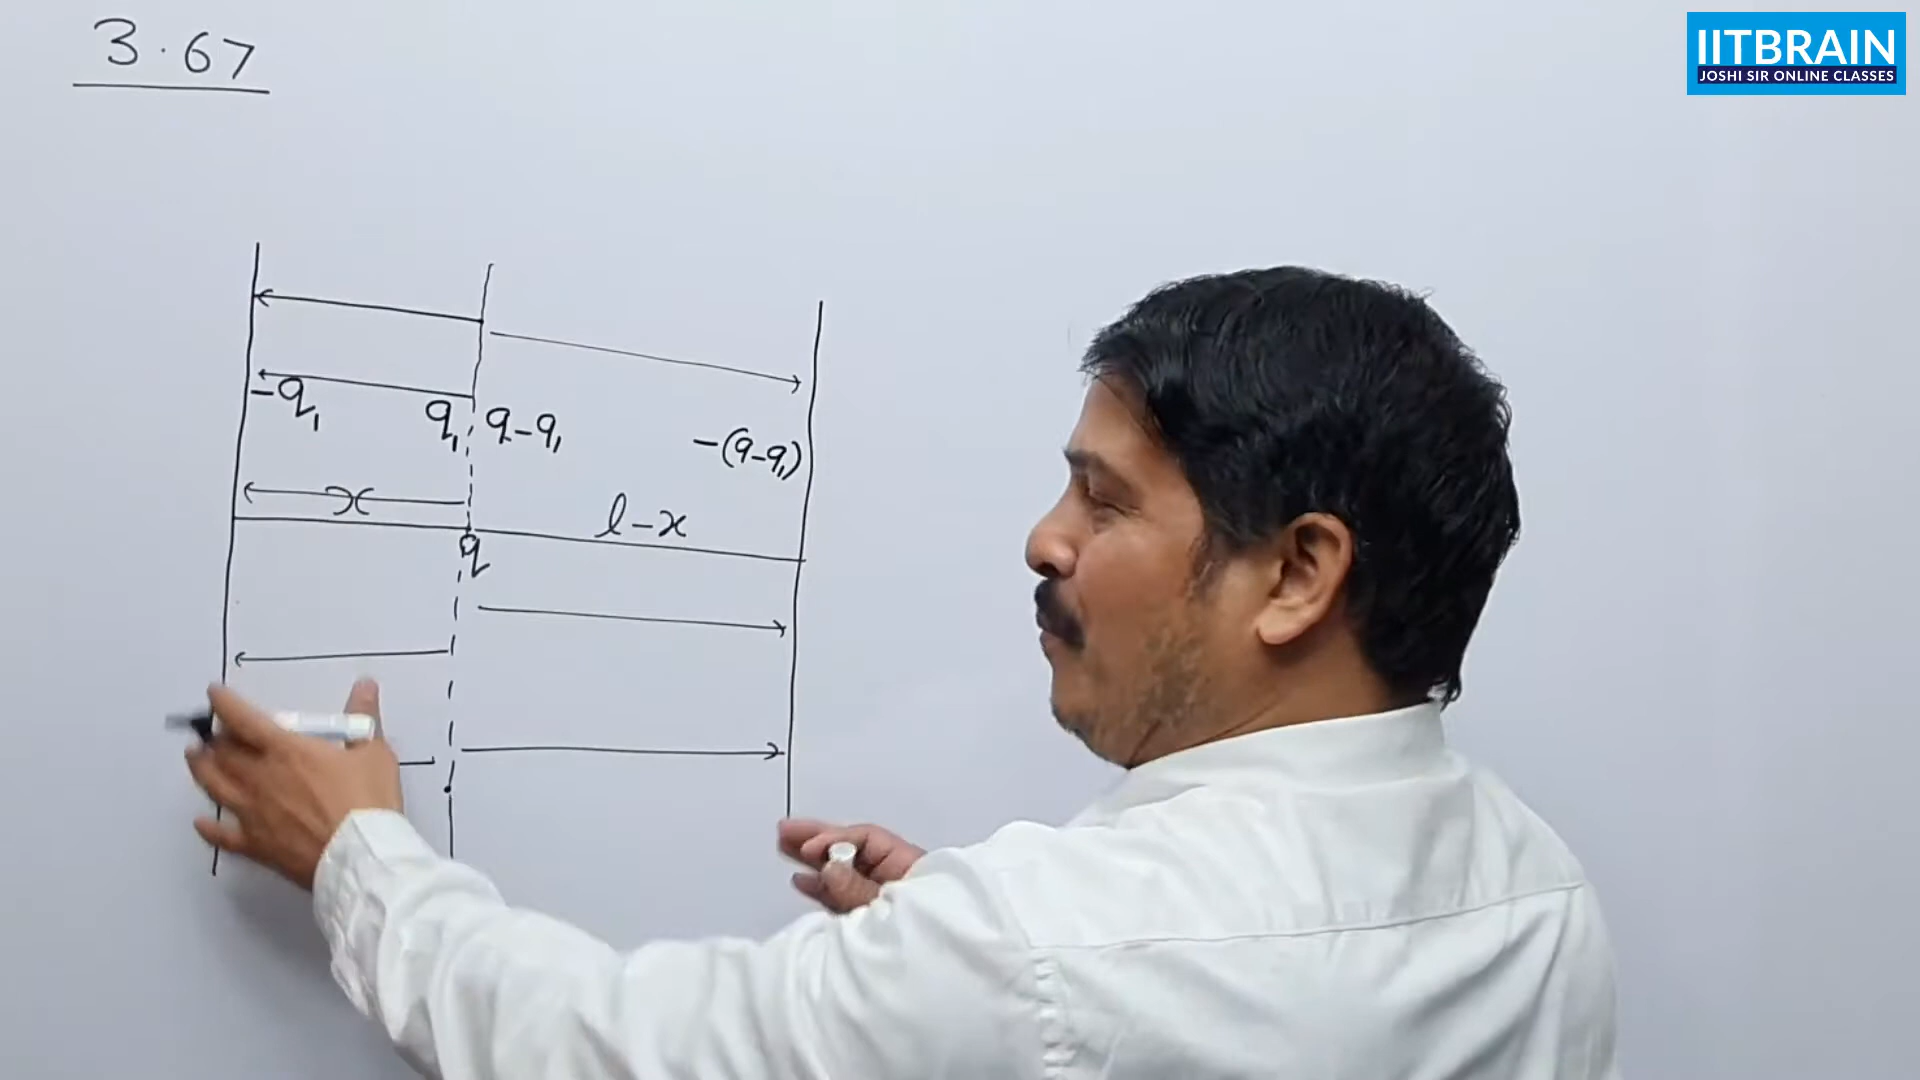 3.67
IITBRAIN
JOSHI SIR ONLINE CLASSES
-q₁ q₁ q-q₁ -(q-q₁)
x l-x
q